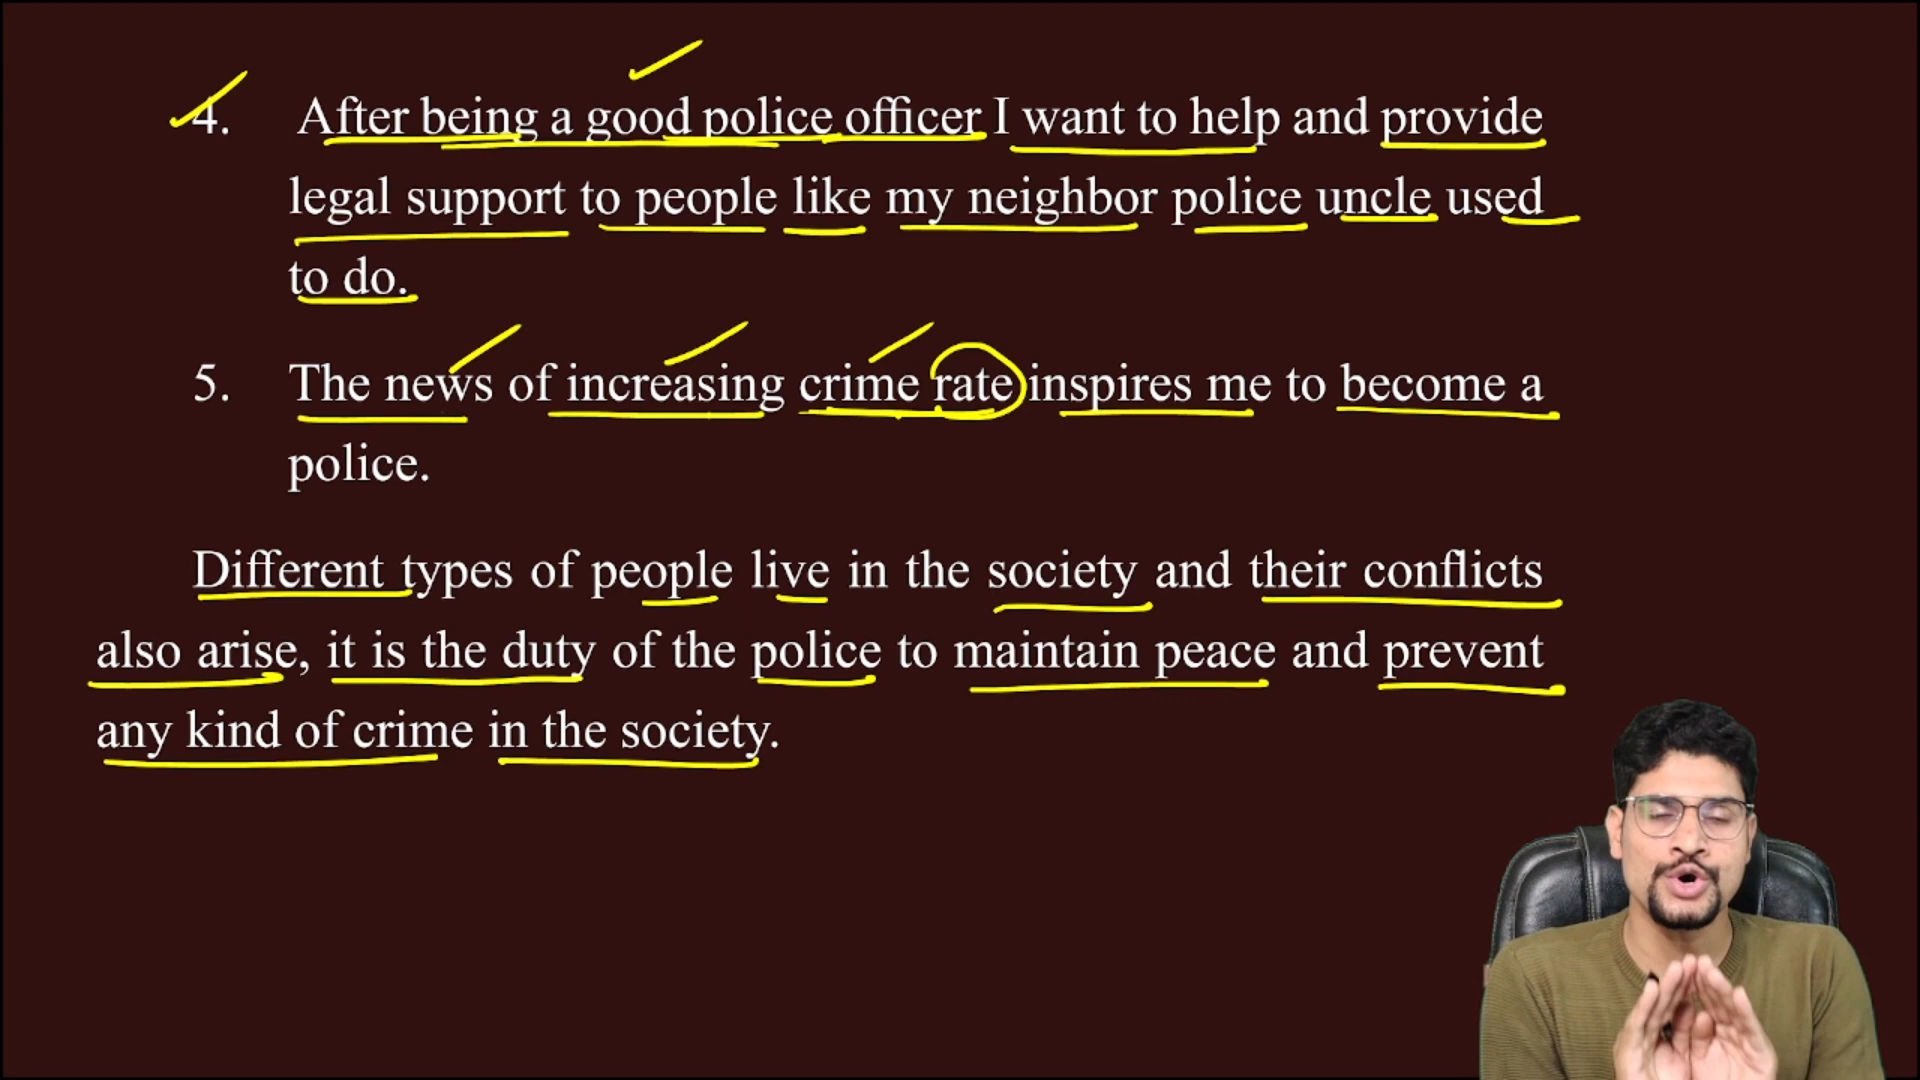 4. After being a good police officer I want to help and provide
legal support to people like my neighbor police uncle used
to do.
5. The news of increasing crime rate inspires me to become a
police.
Different types of people live in the society and their conflicts
also arise, it is the duty of the police to maintain peace and prevent
any kind of crime in the society.